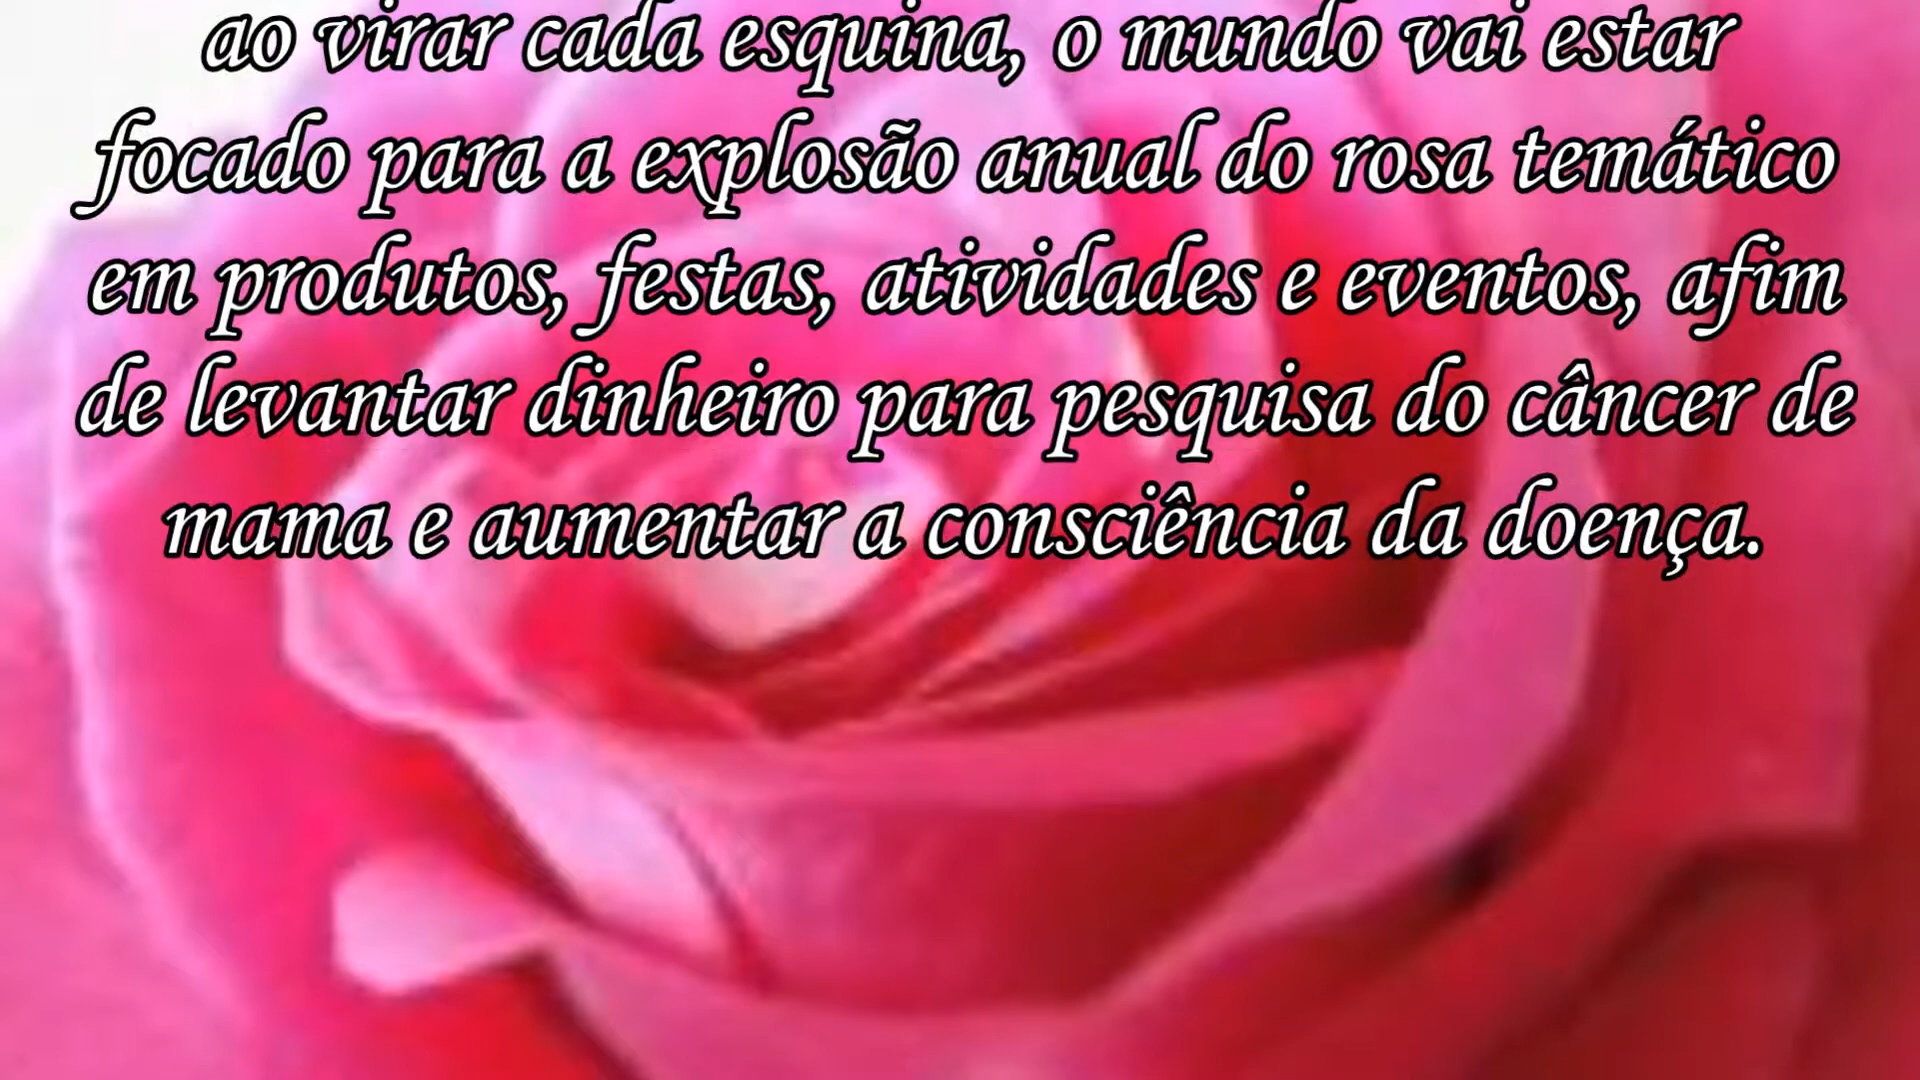 ao virar cada esquina, o mundo vai estar
focado para a explosão anual do rosa temático
em produtos, festas, atividades e eventos, afim
de levantar dinheiro para pesquisa do câncer de
mama e aumentar a consciência da doença.